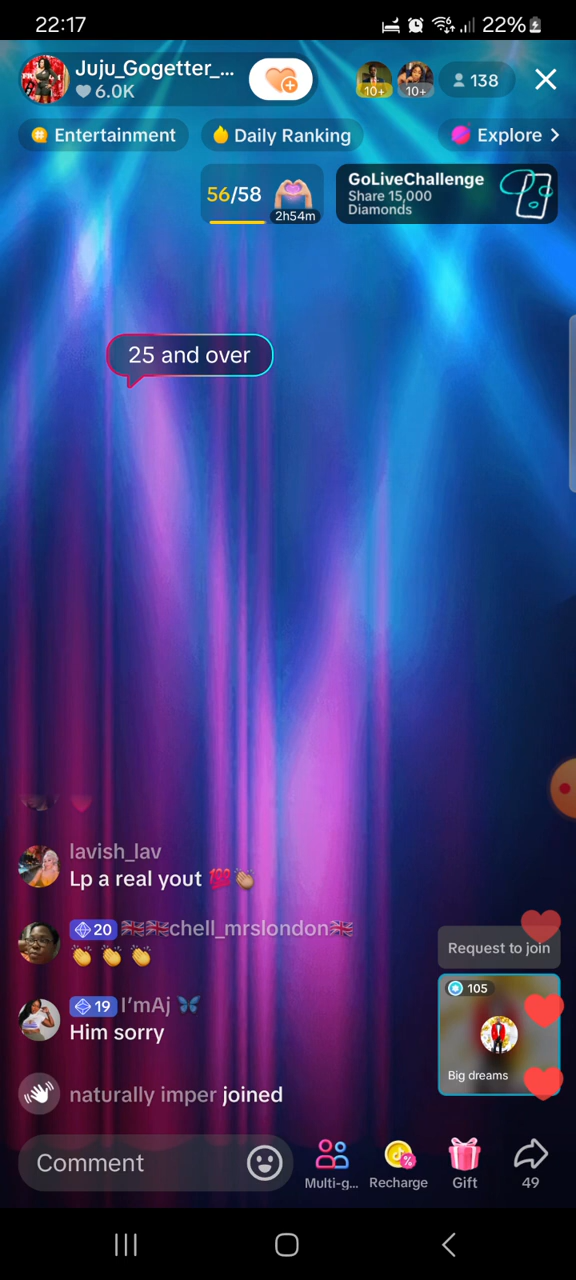 22:17
22%
Juju_Gogetter_...
6.0K
10+
10+
138
Entertainment
Daily Ranking
Explore
56/58
2h54m
GoLiveChallenge
Share 15,000
Diamonds
25 and over
lavish_lav
Lp a real yout 💯👏🏽
20 🇬🇧🇬🇧chell_mrslondon🇬🇧
👏👏👏
19 I'mAj 🦋
Him sorry
naturally imper joined
Request to join
105
Big dreams
Comment
Multi-g...
Recharge
Gift
49